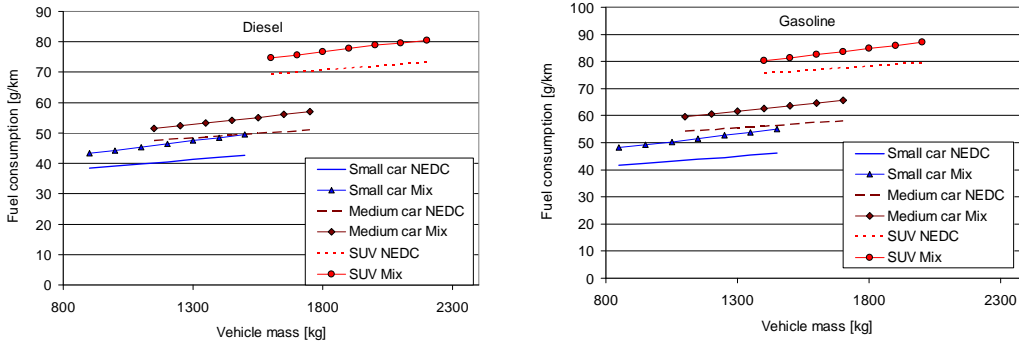 Diesel
Fuel consumption [g/km]
90
80
70
60
50
40
30
20
10
0
800 1300 1800 2300
Vehicle mass [kg]
Small car NEDC
Small car Mix
Medium car NEDC
Medium car Mix
SUV NEDC
SUV Mix
Gasoline
Fuel consumption [g/km]
100
90
80
70
60
50
40
30
20
10
0
800 1300 1800 2300
Vehicle mass [kg]
Small car NEDC
Small car Mix
Medium car NEDC
Medium car Mix
SUV NEDC
SUV Mix